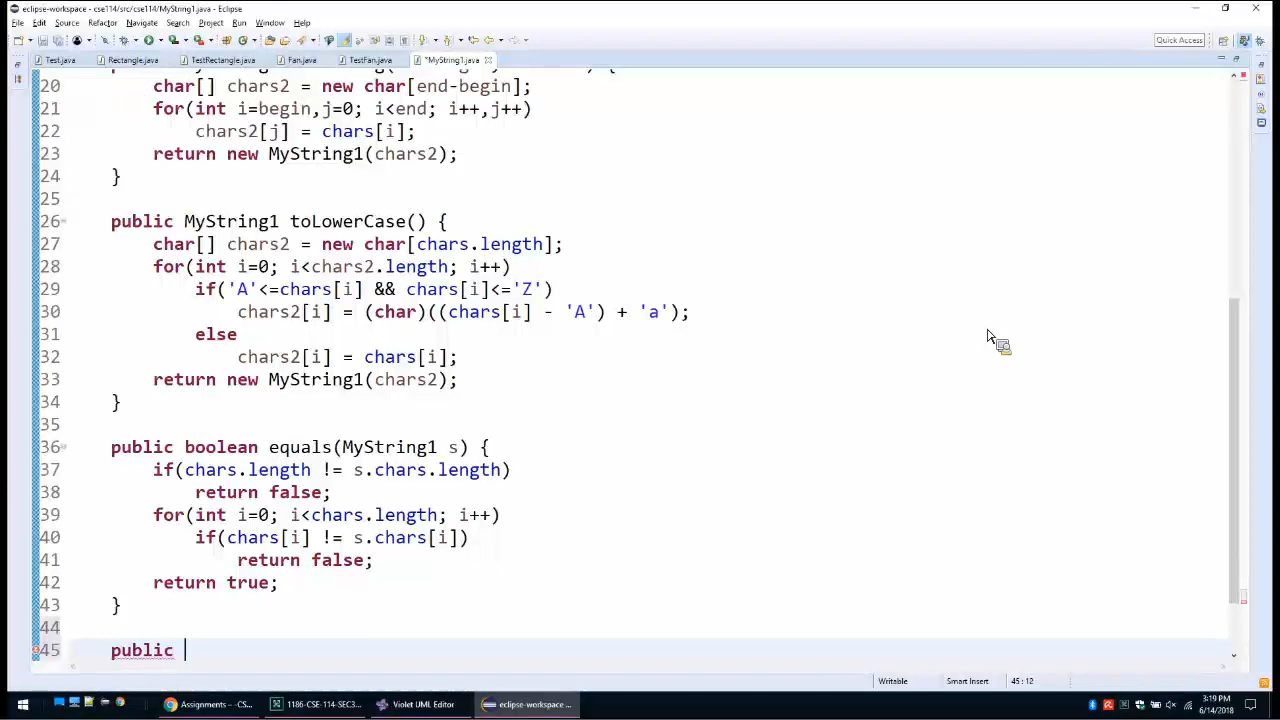 eclipse-workspace - cse114/src/cse114/MyString1.java - Eclipse
File Edit Source Refactor Navigate Search Project Run Window Help
Quick Access
Test.java Rectangle.java TestRectangle.java Fan.java TestFan.java *MyString1.java
20 char[] chars2 = new char[end-begin];
21 for(int i=begin,j=0; i<end; i++,j++)
22 chars2[j] = chars[i];
23 return new MyString1(chars2);
24 }
25
26 public MyString1 toLowerCase() {
27 char[] chars2 = new char[chars.length];
28 for(int i=0; i<chars2.length; i++)
29 if('A'<=chars[i] && chars[i]<='Z')
30 chars2[i] = (char)((chars[i] - 'A') + 'a');
31 else
32 chars2[i] = chars[i];
33 return new MyString1(chars2);
34 }
35
36 public boolean equals(MyString1 s) {
37 if(chars.length != s.chars.length)
38 return false;
39 for(int i=0; i<chars.length; i++)
40 if(chars[i] != s.chars[i])
41 return false;
42 return true;
43 }
44
45 public
Writable Smart Insert 45 : 12
Assignments – CS... 1186-CSE-114-SEC3... Violet UML Editor eclipse-workspace ... 3:19 PM
6/14/2018